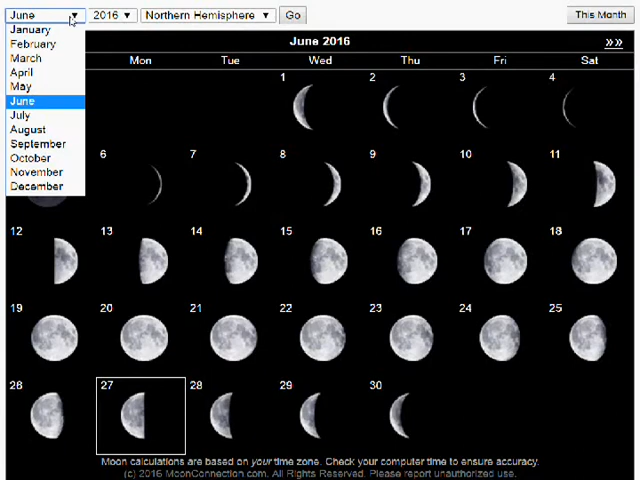 June 2016 Northern Hemisphere Go This Month
January
February
March
April
May
June
July
August
September
October
November
December
June 2016 »»
Mon Tue Wed Thu Fri Sat
1 2 3 4
6 7 8 9 10 11
12 13 14 15 16 17 18
19 20 21 22 23 24 25
26 27 28 29 30
Moon calculations are based on your time zone. Check your computer time to ensure accuracy.
(c) 2016 MoonConnection.com. All Rights Reserved. Please report unauthorized use.